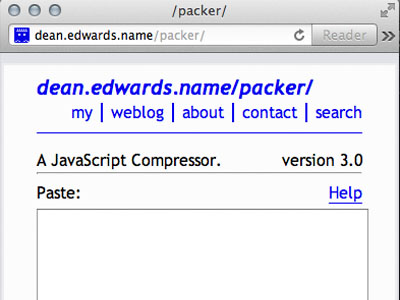 /packer/
dean.edwards.name/packer/ Reader
dean.edwards.name/packer/
my | weblog | about | contact | search
A JavaScript Compressor. version 3.0
Paste: Help